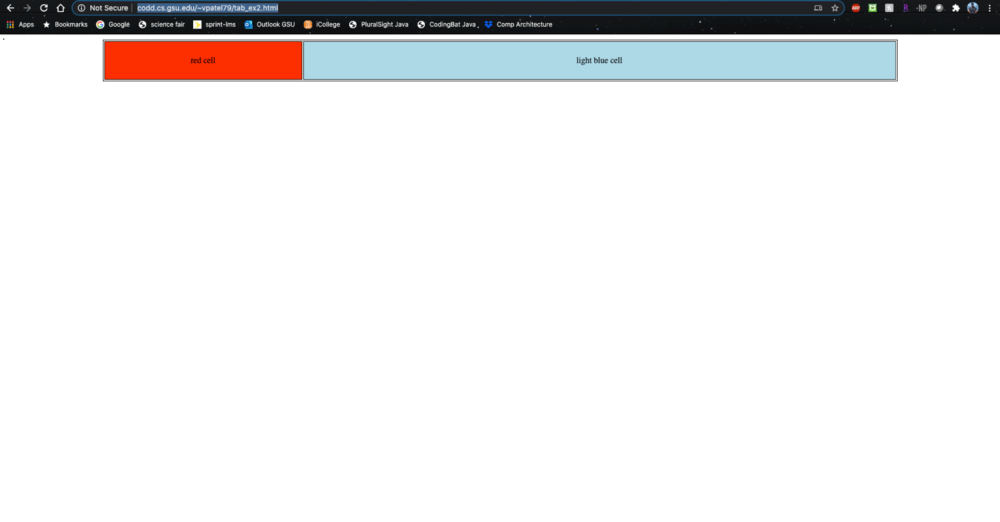 Not Secure codd.cs.gsu.edu/~vpatel79/tab_ex2.html ABP R NP
Apps Bookmarks Google science fair sprint-lms Outlook GSU iCollege PluralSight Java CodingBat Java Comp Architecture
red cell light blue cell